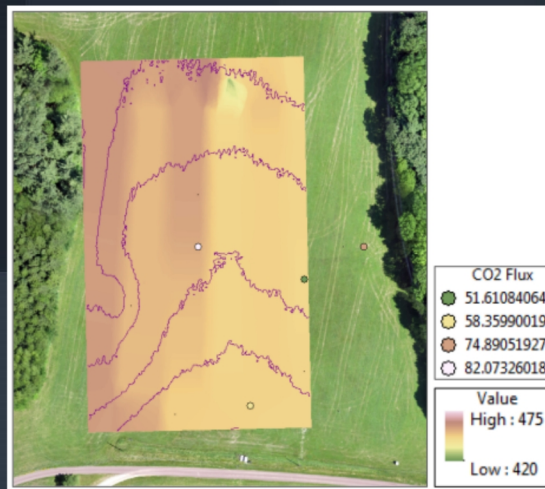 CO2 Flux
51.61084064
58.35990019
74.89051927
82.07326018
Value
High : 475
Low : 420